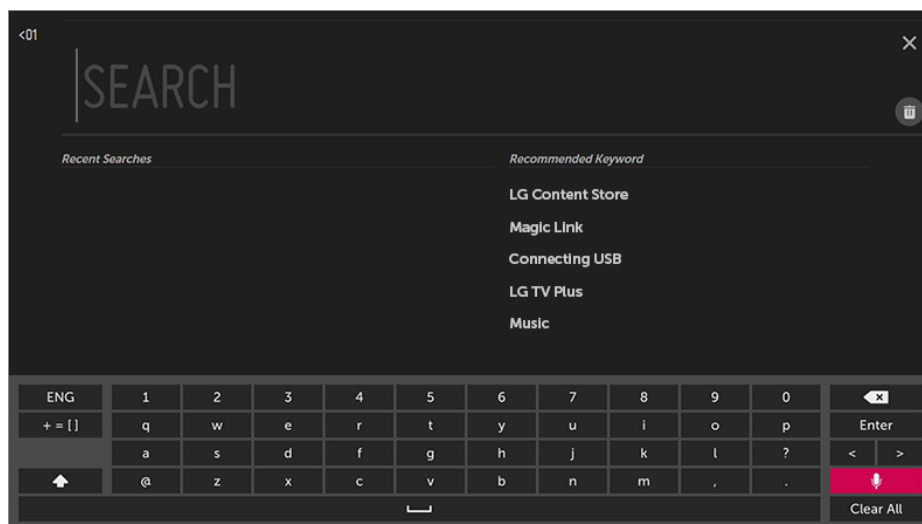 <01
SEARCH
Recent Searches
Recommended Keyword
LG Content Store
Magic Link
Connecting USB
LG TV Plus
Music
ENG 1 2 3 4 5 6 7 8 9 0
+ = [ ] q w e r t y u i o p Enter
a s d f g h j k l ? < >
@ z x c v b n m , .
Clear All